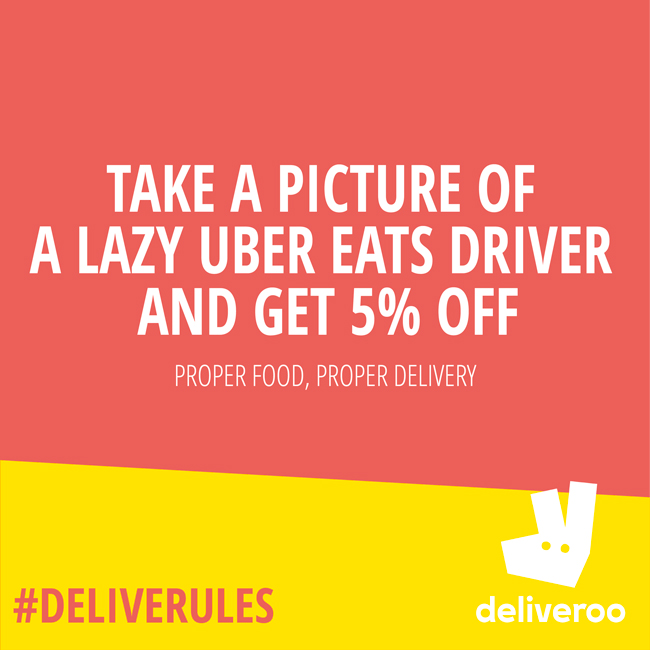 TAKE A PICTURE OF
A LAZY UBER EATS DRIVER
AND GET 5% OFF
PROPER FOOD, PROPER DELIVERY
#DELIVERULES
deliveroo